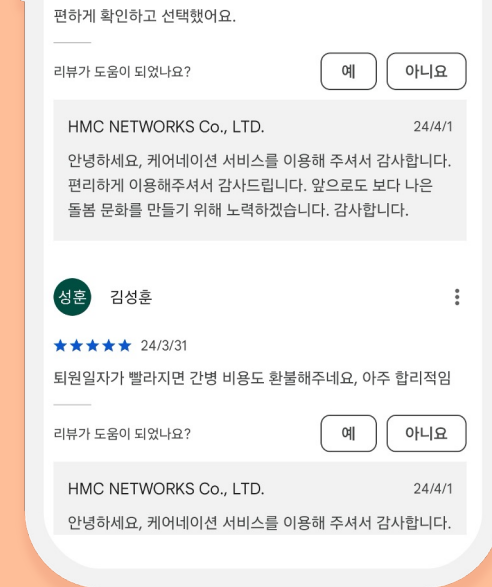 편하게 확인하고 선택했어요.
리뷰가 도움이 되었나요?
예
아니요
HMC NETWORKS Co., LTD.
24/4/1
안녕하세요, 케어네이션 서비스를 이용해 주셔서 감사합니다.
편리하게 이용해주셔서 감사드립니다. 앞으로도 보다 나은
돌봄 문화를 만들기 위해 노력하겠습니다. 감사합니다.
성훈
김성훈
24/3/31
퇴원일자가 빨라지면 간병 비용도 환불해주네요, 아주 합리적임
리뷰가 도움이 되었나요?
예
아니요
HMC NETWORKS Co., LTD.
24/4/1
안녕하세요, 케어네이션 서비스를 이용해 주셔서 감사합니다.